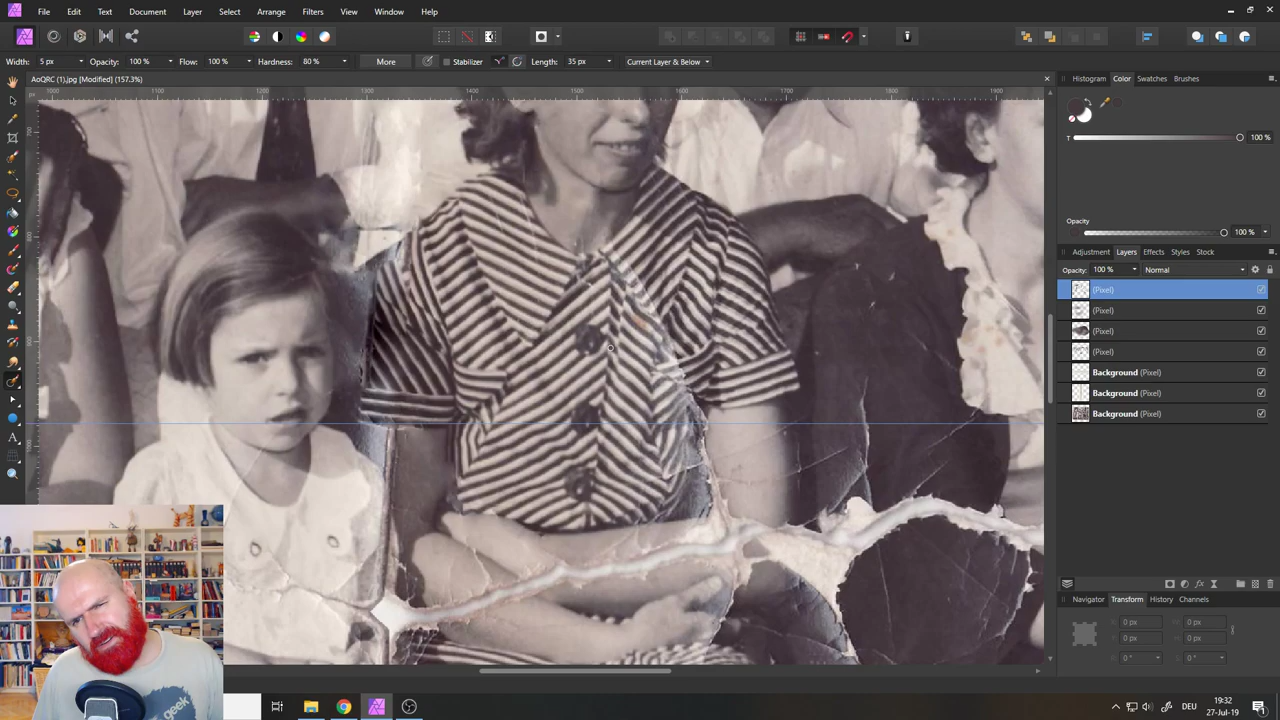 File Edit Text Document Layer Select Arrange Filters View Window Help
Width: 5 px Opacity: 100 % Flow: 100 % Hardness: 80 % More Stabilizer Length: 35 px Current Layer & Below
AoQRC (1).jpg [Modified] (157.3%)
Histogram Color Swatches Brushes
px 1000 1100 1200 1400 1500 1600 1700 1800 1900
T 100 %
Opacity
100 %
Adjustment Layers Effects Styles Stock
Opacity: 100 % Normal
(Pixel)
(Pixel)
(Pixel)
(Pixel)
Background (Pixel)
Background (Pixel)
Background (Pixel)
Navigator Transform History Channels
X: 0 px W: 0 px
Y: 0 px H: 0 px
0 ° 0 °
geek
DEU
19:32
27-Jul-19